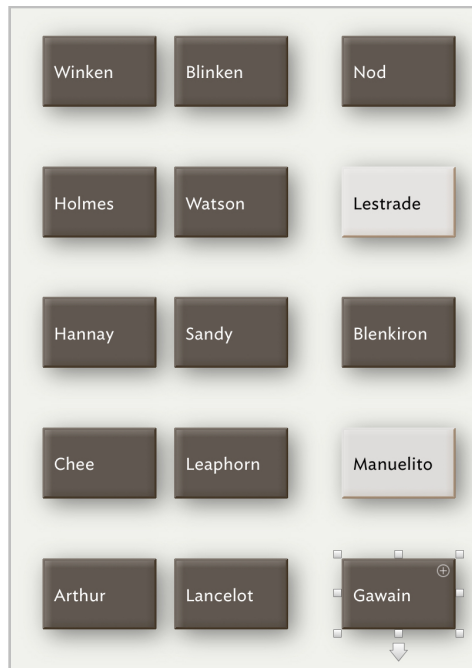 Winken Blinken Nod
Holmes Watson Lestrade
Hannay Sandy Blenkiron
Chee Leaphorn Manuelito
Arthur Lancelot Gawain